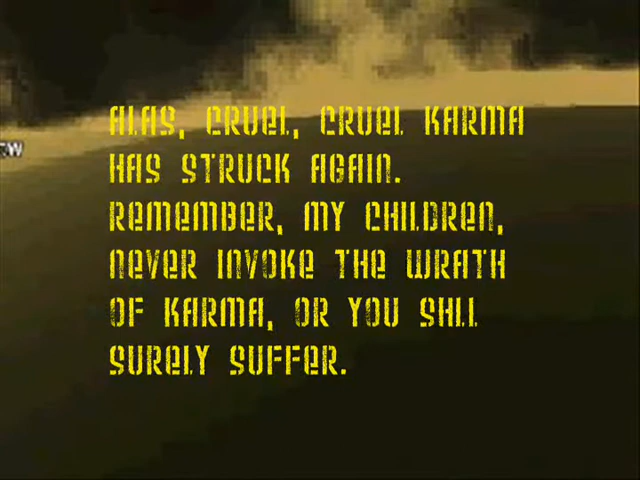 ALAS, CRUEL, CRUEL KARMA
HAS STRUCK AGAIN.
REMEMBER, MY CHILDREN,
NEVER INVOKE THE WRATH
OF KARMA, OR YOU SHLL
SURELY SUFFER.